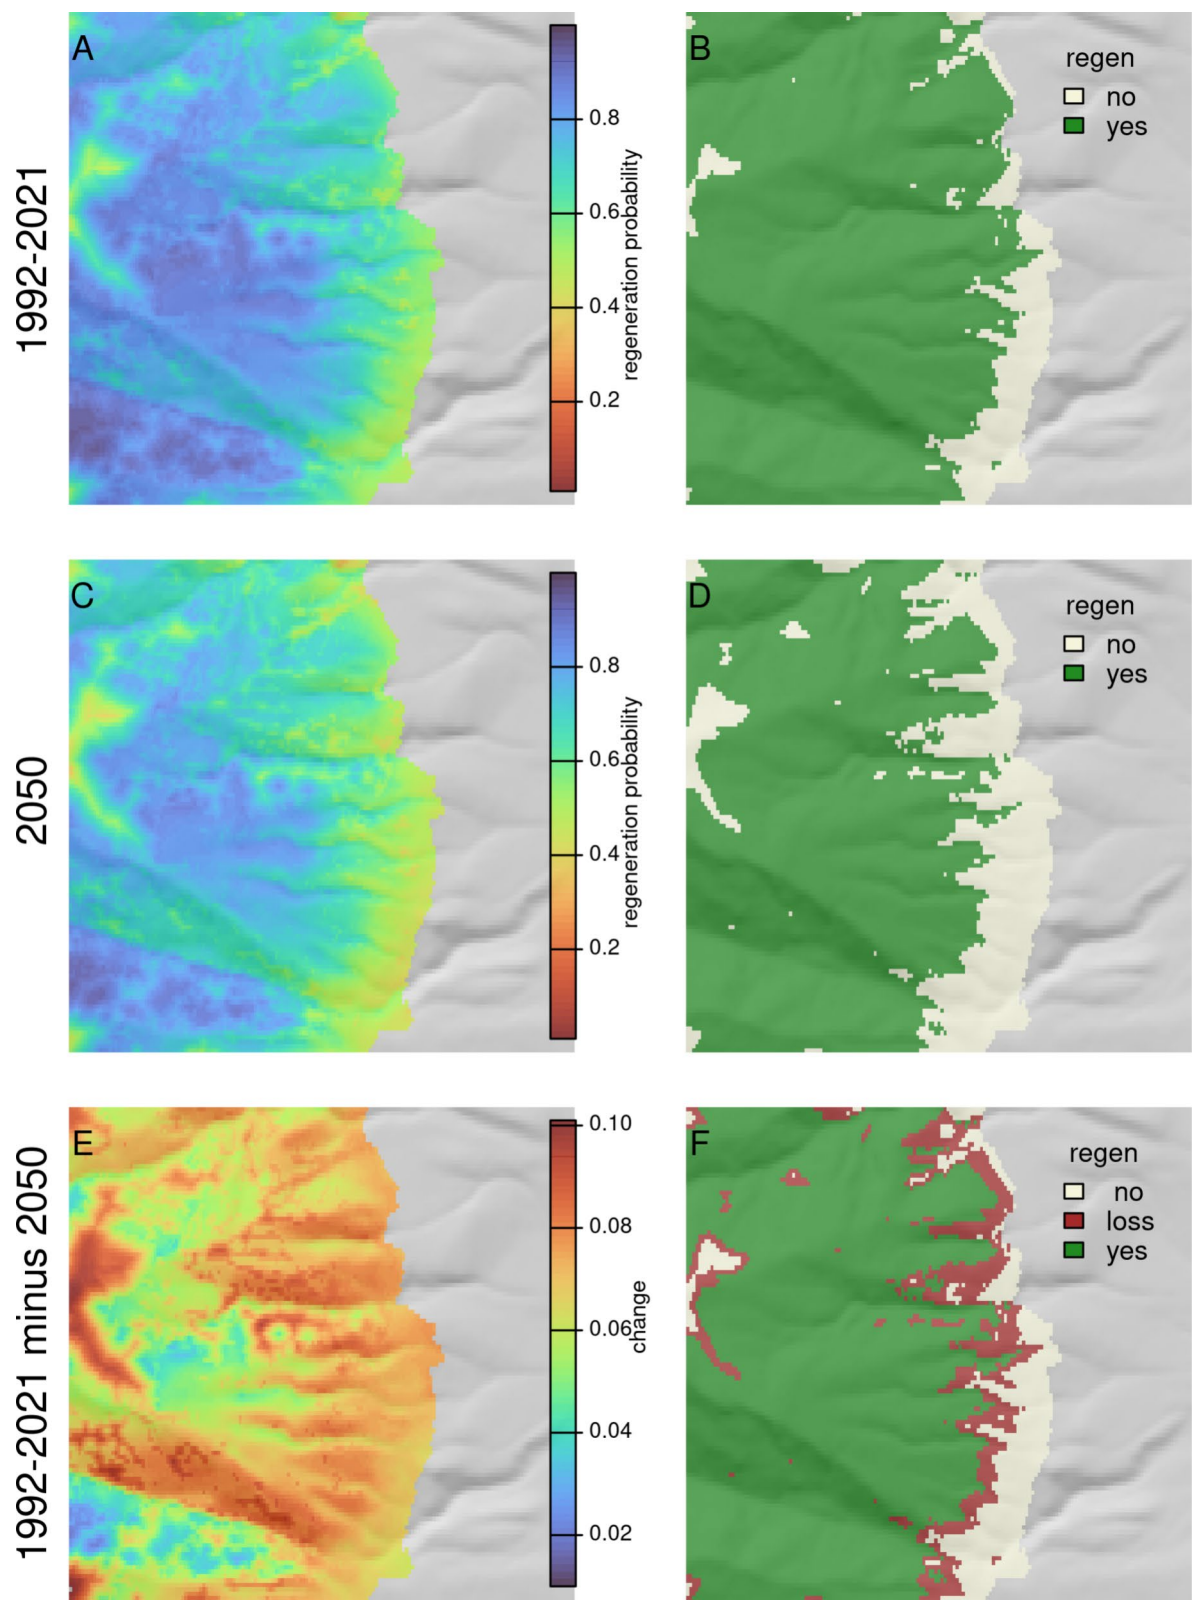 1992-2021
A
0.8
0.6
0.4
0.2
regeneration probability
B
regen
no
yes
2050
C
0.8
0.6
0.4
0.2
regeneration probability
D
regen
no
yes
1992-2021 minus 2050
E
0.10
0.08
0.06
0.04
0.02
change
F
regen
no
loss
yes